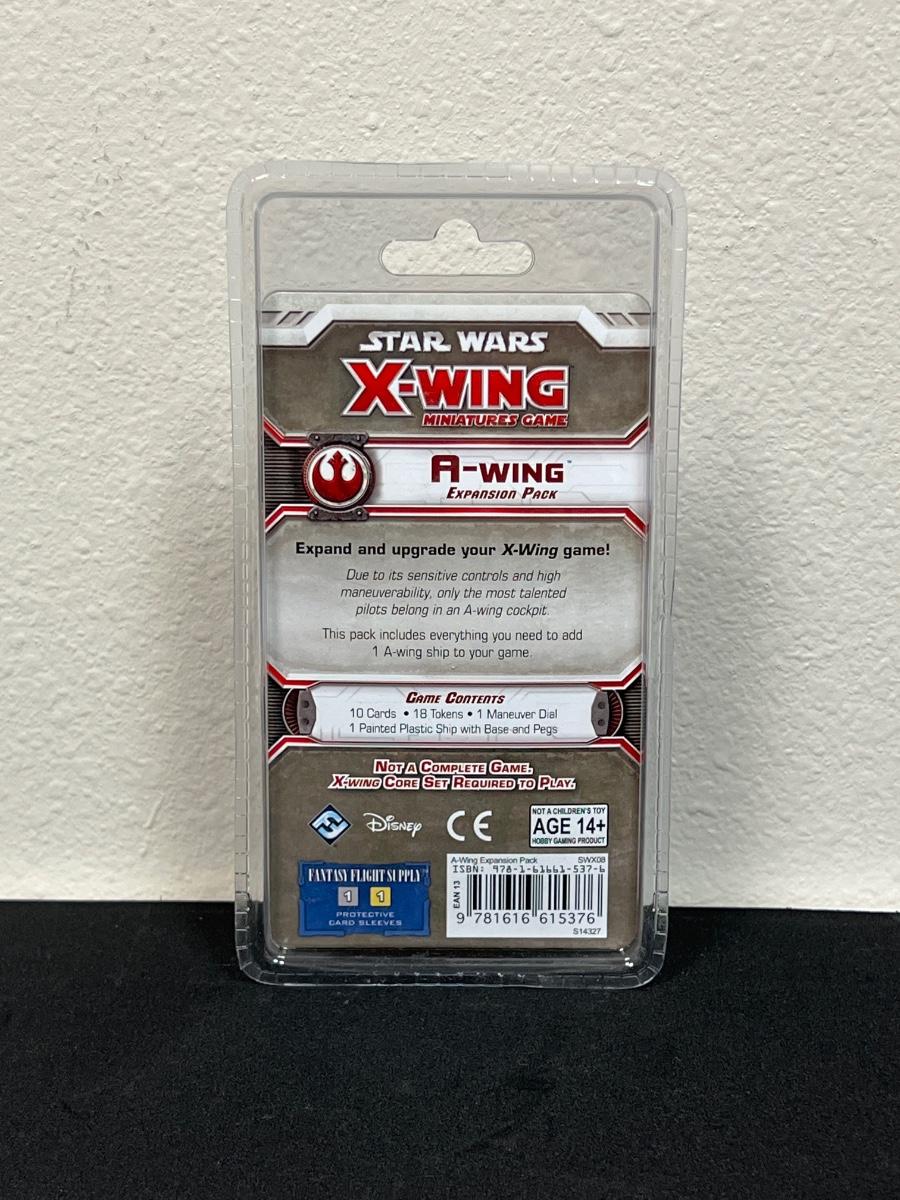 STAR WARS
X-WING
MINIATURES GAME
A-WING™
EXPANSION PACK
Expand and upgrade your X-Wing game!
Due to its sensitive controls and high
maneuverability, only the most talented
pilots belong in an A-wing cockpit.
This pack includes everything you need to add
1 A-wing ship to your game.
GAME CONTENTS
10 Cards • 18 Tokens • 1 Maneuver Dial
1 Painted Plastic Ship with Base and Pegs
NOT A COMPLETE GAME.
X-WING CORE SET REQUIRED TO PLAY.
DISNEY
CE
NOT A CHILDREN'S TOY
AGE 14+
HOBBY GAMING PRODUCT
FANTASY FLIGHT SUPPLY™
1 1
PROTECTIVE
CARD SLEEVES
A-Wing Expansion Pack SWX08
ISBN: 978-1-61661-537-6
EAN 13
9 781616 615376
S14327